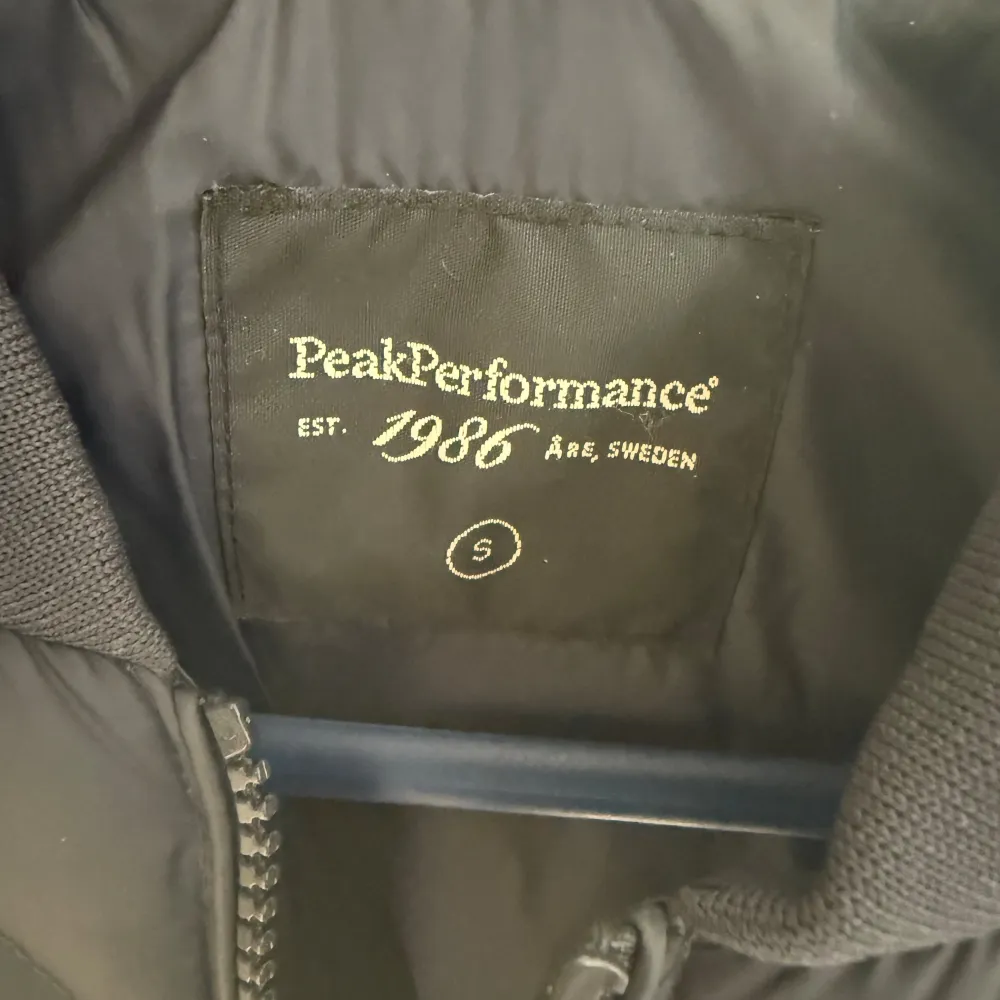 PeakPerformance®
EST. 1986 ÅRE, SWEDEN
S